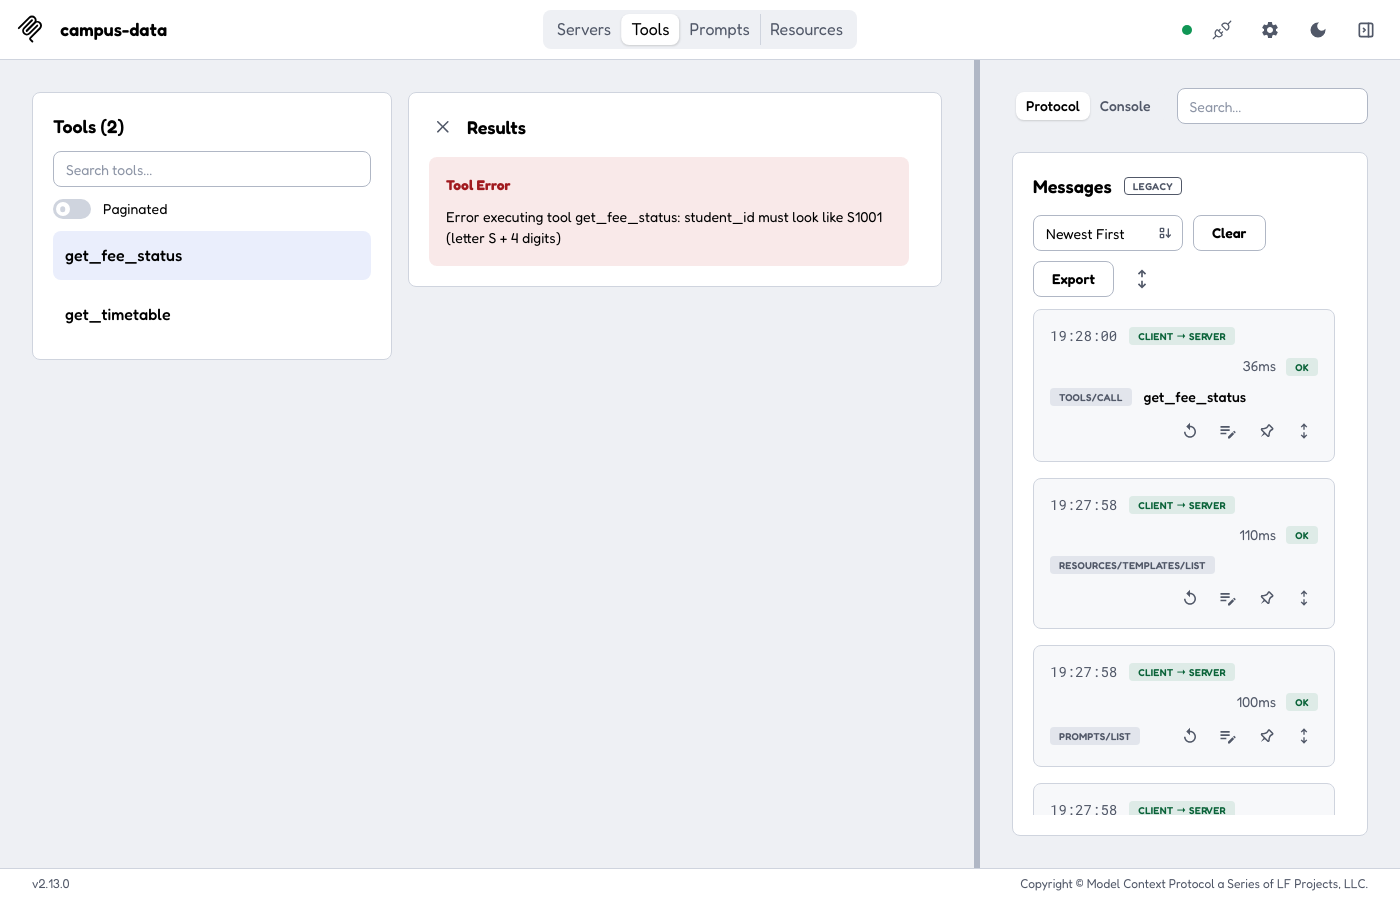 campus-data
Servers
Tools
Prompts
Resources
Tools (2)
Search tools...
Paginated
get_fee_status
get_timetable
Results
Tool Error
Error executing tool get_fee_status: student_id must look like S1001
(letter S + 4 digits)
Protocol
Console
Search...
Messages
LEGACY
Newest First
Clear
Export
19:28:00
CLIENT → SERVER
36ms
OK
TOOLS/CALL
get_fee_status
19:27:58
CLIENT → SERVER
110ms
OK
RESOURCES/TEMPLATES/LIST
19:27:58
CLIENT → SERVER
100ms
OK
PROMPTS/LIST
19:27:58
CLIENT → SERVER
v2.13.0
Copyright © Model Context Protocol a Series of LF Projects, LLC.